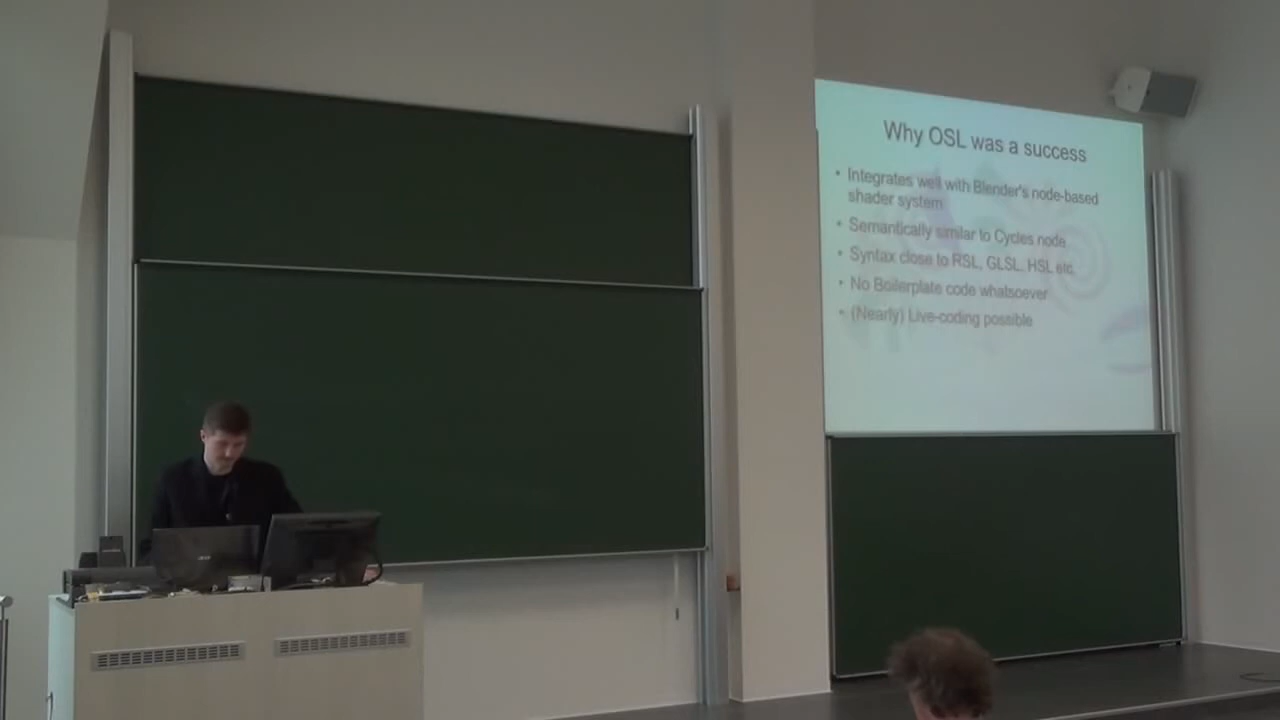 Why OSL was a success
• Integrates well with Blender's node-based
shader system
• Semantically similar to Cycles node
• Syntax close to RSL, GLSL, HSL etc.
• No Boilerplate code whatsoever
• (Nearly) Live-coding possible
acer